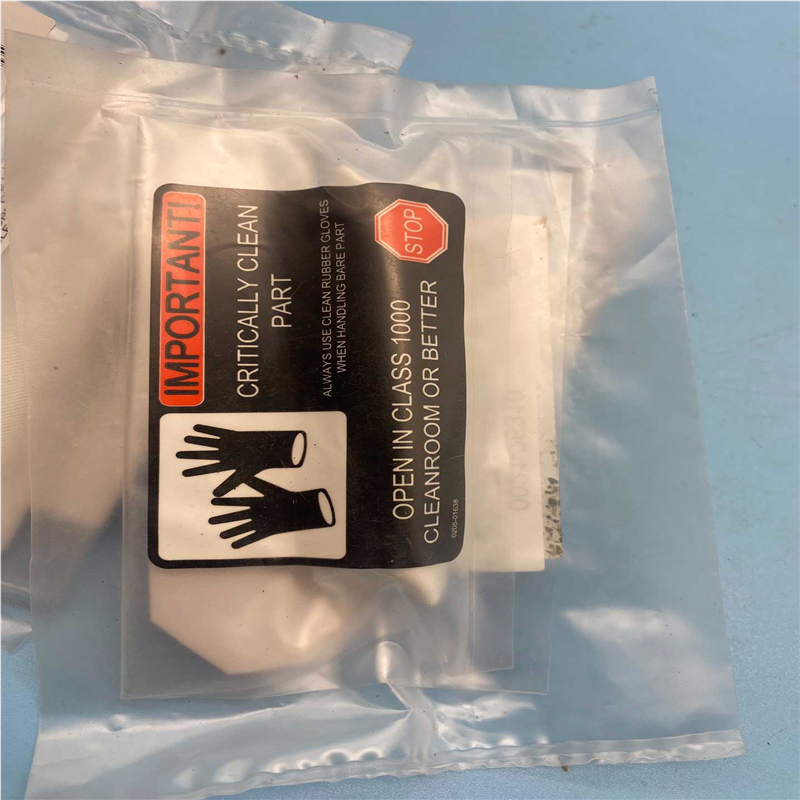 IMPORTANT!
CRITICALLY CLEAN
PART
ALWAYS USE CLEAN RUBBER GLOVES
WHEN HANDLING BARE PART
STOP
OPEN IN CLASS 1000
CLEANROOM OR BETTER
0205-01638